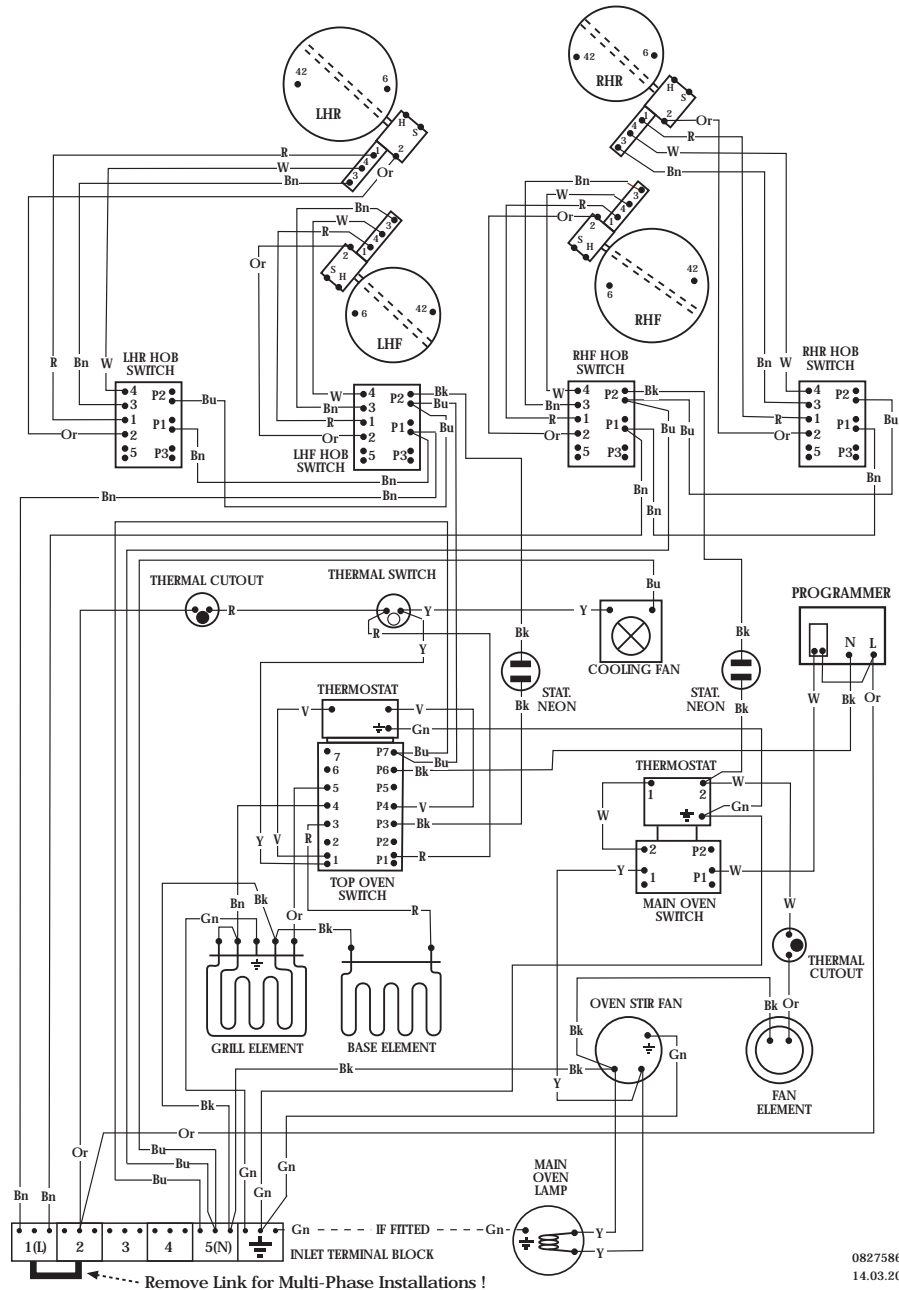 42
6
LHR
H
S
2
1
4
3
R
W
Bn
Or
42
6
RHR
H
S
2
1
4
3
Or
R
W
Bn
Bn
W
R
Or
3
4
1
2
S
H
6
42
LHF
Bn
W
R
Or
3
4
1
2
S
H
6
42
RHF
R
Bn
W
Or
LHR HOB
SWITCH
4
3
1
2
5
P2
P1
P3
Bu
Bn
W
Bn
R
Or
LHF HOB
SWITCH
4
3
1
2
5
P2
P1
P3
Bk
Bu
Bu
Bn
Bn
RHF HOB
SWITCH
W
Bn
R
Or
4
3
1
2
5
P2
P1
P3
Bk
Bu
Bu
Bn
Bn
RHR HOB
SWITCH
Bn
W
R
Or
4
3
1
2
5
P2
P1
P3
Bu
Bn
Bn
THERMAL CUTOUT
R
THERMAL SWITCH
Y
R
Y
Y
Bu
COOLING FAN
Bk
STAT.
NEON
Bk
Bk
STAT.
NEON
Bk
PROGRAMMER
N
L
W
Bk
Or
THERMOSTAT
V
V
Gn
7
6
5
4
3
2
1
P7
P6
P5
P4
P3
P2
P1
Bu
Bu
Bk
V
Bk
R
Y
V
R
TOP OVEN
SWITCH
THERMOSTAT
1
2
W
Gn
W
2
1
P2
P1
Y
W
MAIN OVEN
SWITCH
W
THERMAL
CUTOUT
Bk
Or
FAN
ELEMENT
Gn
Bn
Bk
Or
Bk
R
GRILL ELEMENT
BASE ELEMENT
OVEN STIR FAN
Bk
Gn
Y
Bk
Bk
Or
Or
Bu
Bu
Bu
Gn
Gn
Gn
Bn
Bn
MAIN
OVEN
LAMP
Y
Y
Gn
IF FITTED
Gn
1(L)
2
3
4
5(N)
INLET TERMINAL BLOCK
Remove Link for Multi-Phase Installations !
0827586
14.03.20